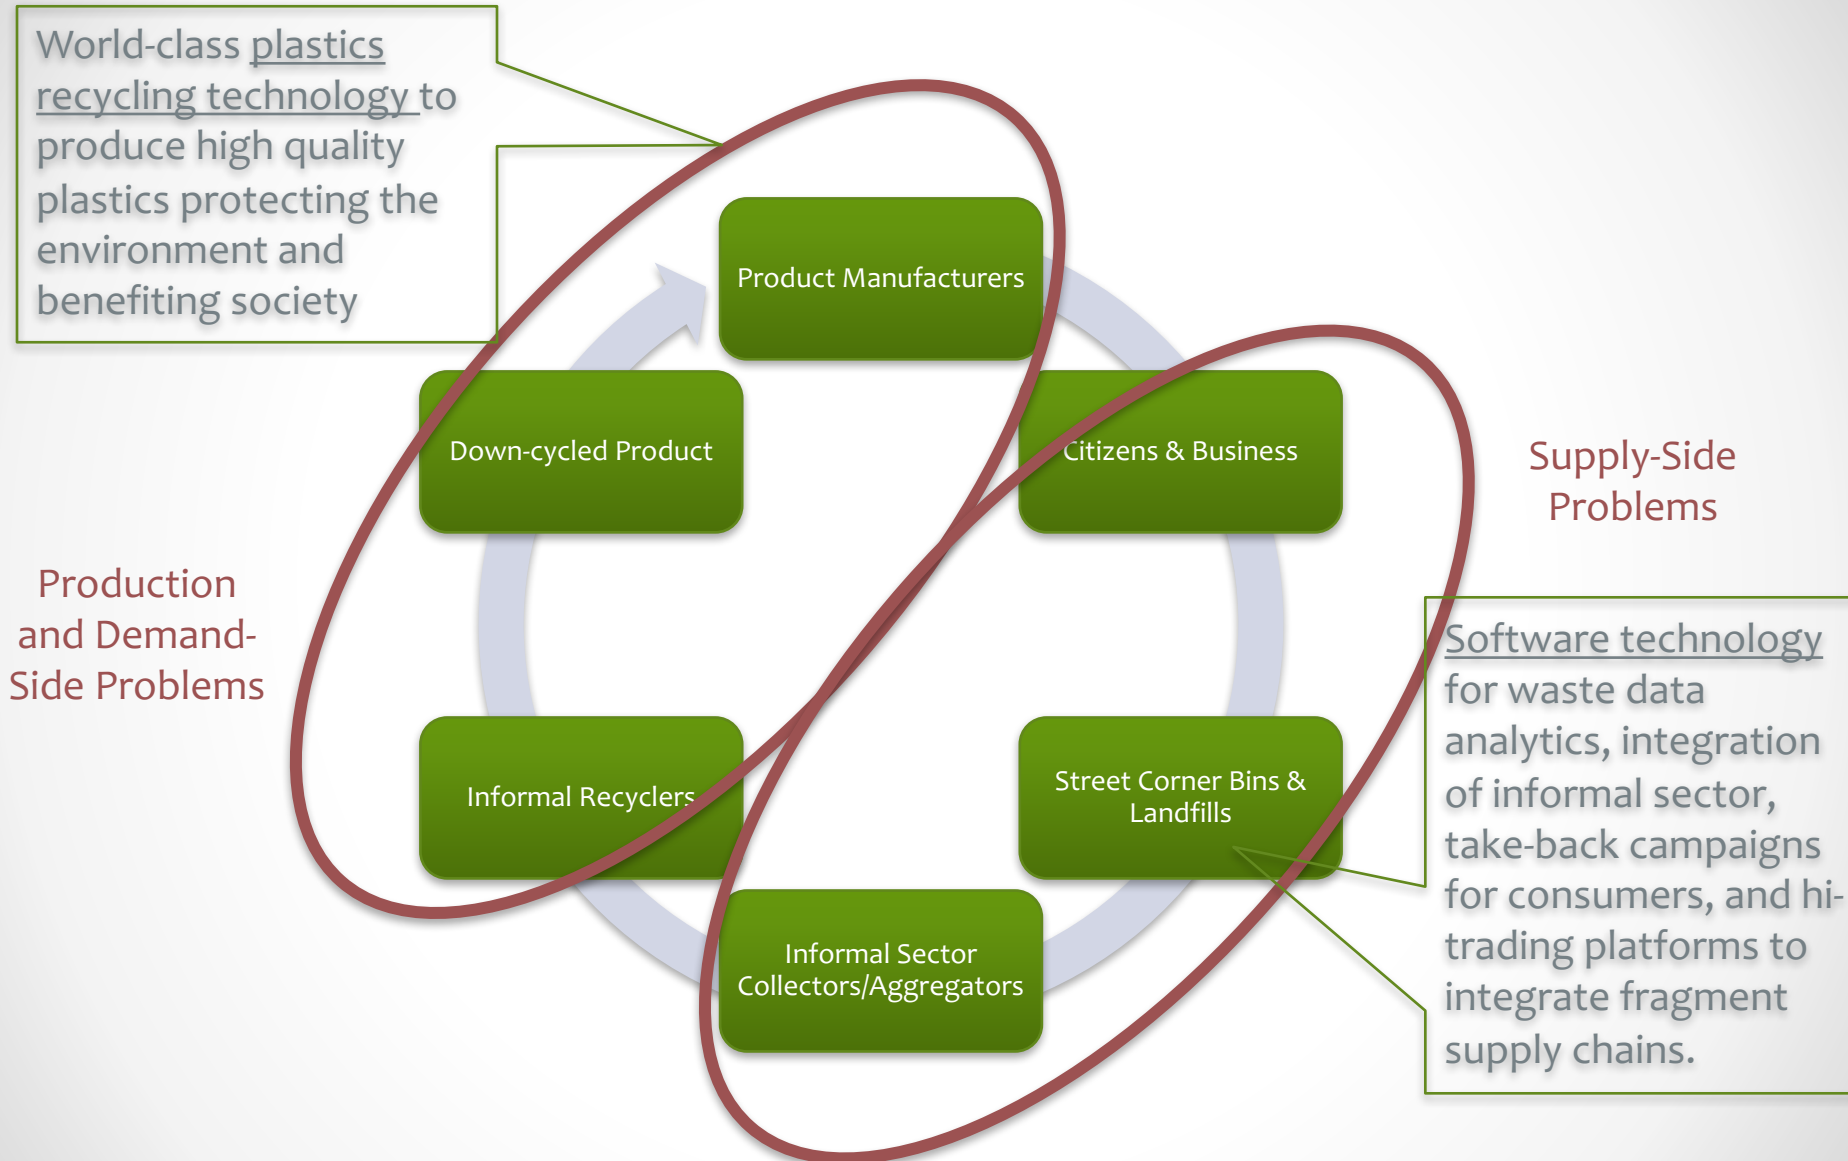 World-class plastics
recycling technology to
produce high quality
plastics protecting the
environment and
benefiting society
Product Manufacturers
Down-cycled Product
Citizens & Business
Supply-Side
Problems
Production
and Demand-
Side Problems
Software technology
for waste data
analytics, integration
of informal sector,
take-back campaigns
for consumers, and hi-
trading platforms to
integrate fragment
supply chains.
Informal Recyclers
Street Corner Bins &
Landfills
Informal Sector
Collectors/Aggregators